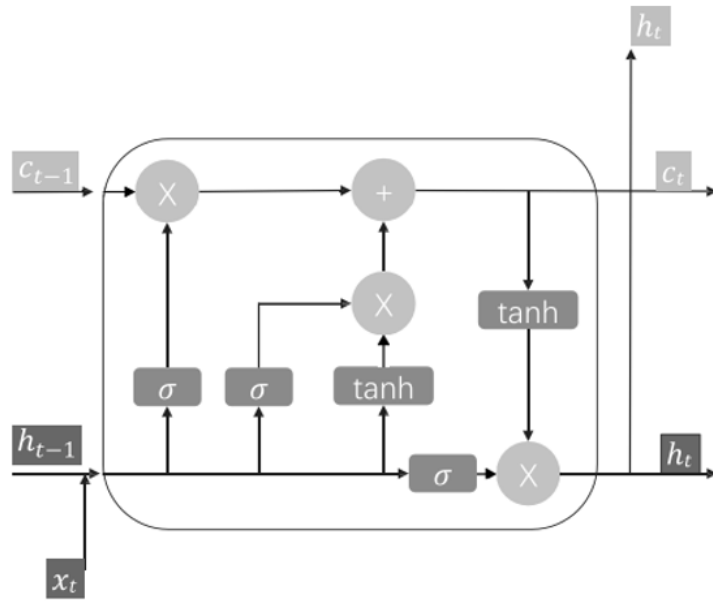 h_t
c_{t-1}
X
+
c_t
X
tanh
σ
σ
tanh
h_{t-1}
σ
X
h_t
x_t